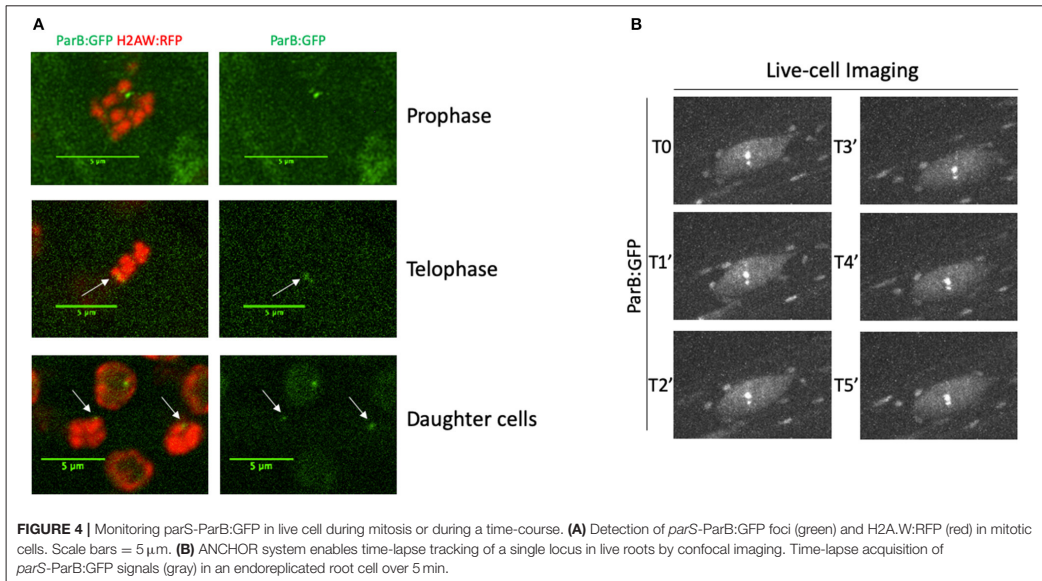 A
ParB:GFP H2AW:RFP
ParB:GFP
5 μm
5 μm
Prophase
5 μm
5 μm
Telophase
5 μm
5 μm
Daughter cells
B
Live-cell Imaging
ParB:GFP
T0
T3'
T1'
T4'
T2'
T5'
FIGURE 4 | Monitoring parS-ParB:GFP in live cell during mitosis or during a time-course. (A) Detection of parS-ParB:GFP foci (green) and H2A.W:RFP (red) in mitotic
cells. Scale bars = 5 μm. (B) ANCHOR system enables time-lapse tracking of a single locus in live roots by confocal imaging. Time-lapse acquisition of
parS-ParB:GFP signals (gray) in an endoreplicated root cell over 5 min.